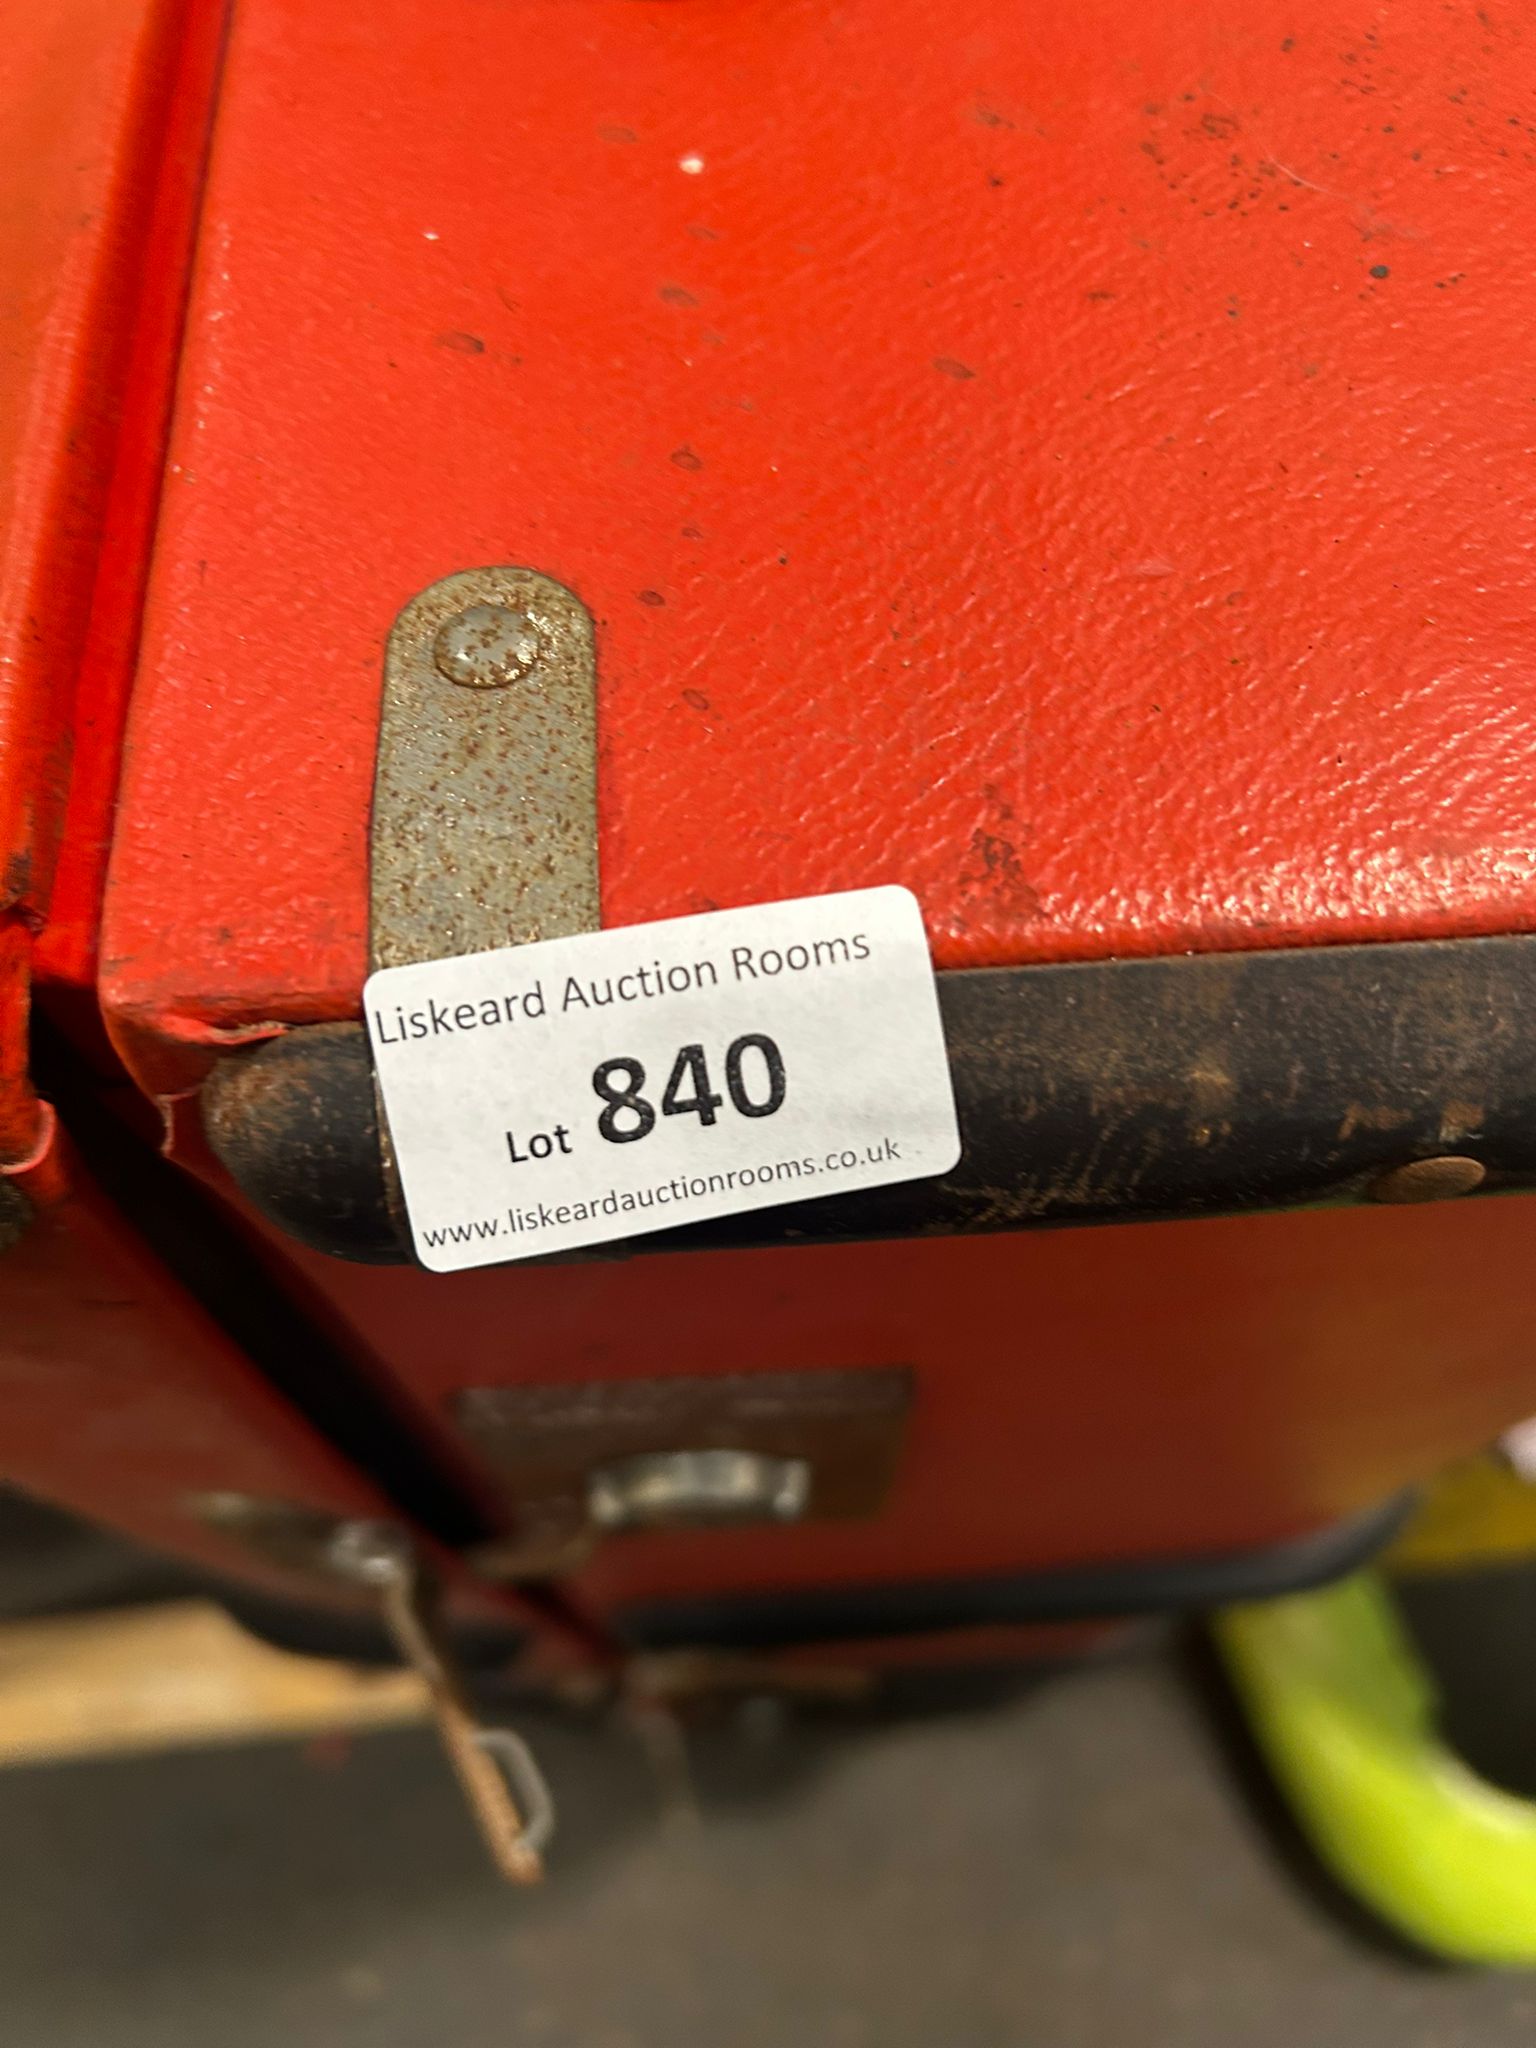 Liskeard Auction Rooms
Lot 840
www.liskeardauctionrooms.co.uk